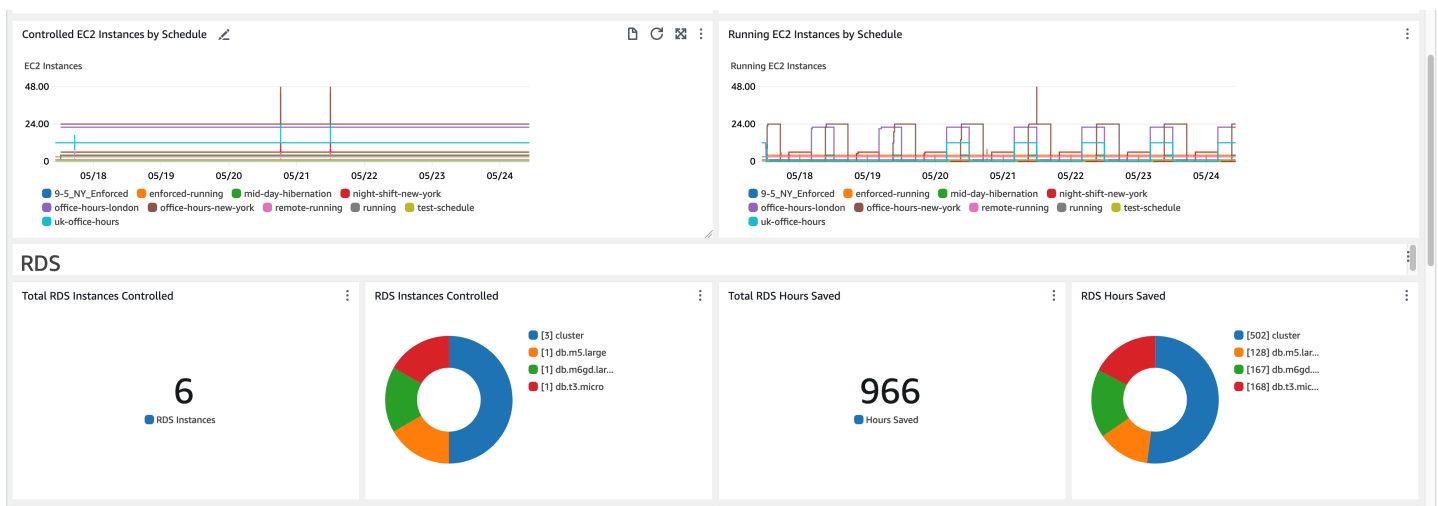 Controlled EC2 Instances by Schedule
EC2 Instances
48.00
24.00
0
05/18 05/19 05/20 05/21 05/22 05/23 05/24
9-5_NY_Enforced enforced-running mid-day-hibernation night-shift-new-york
office-hours-london office-hours-new-york remote-running running test-schedule
uk-office-hours
Running EC2 Instances by Schedule
Running EC2 Instances
48.00
24.00
0
05/18 05/19 05/20 05/21 05/22 05/23 05/24
9-5_NY_Enforced enforced-running mid-day-hibernation night-shift-new-york
office-hours-london office-hours-new-york remote-running running test-schedule
uk-office-hours
RDS
Total RDS Instances Controlled
6
RDS Instances
RDS Instances Controlled
[3] cluster
[1] db.m5.large
[1] db.m6gd.lar...
[1] db.t3.micro
Total RDS Hours Saved
966
Hours Saved
RDS Hours Saved
[502] cluster
[128] db.m5.lar...
[167] db.m6gd....
[168] db.t3.mic...